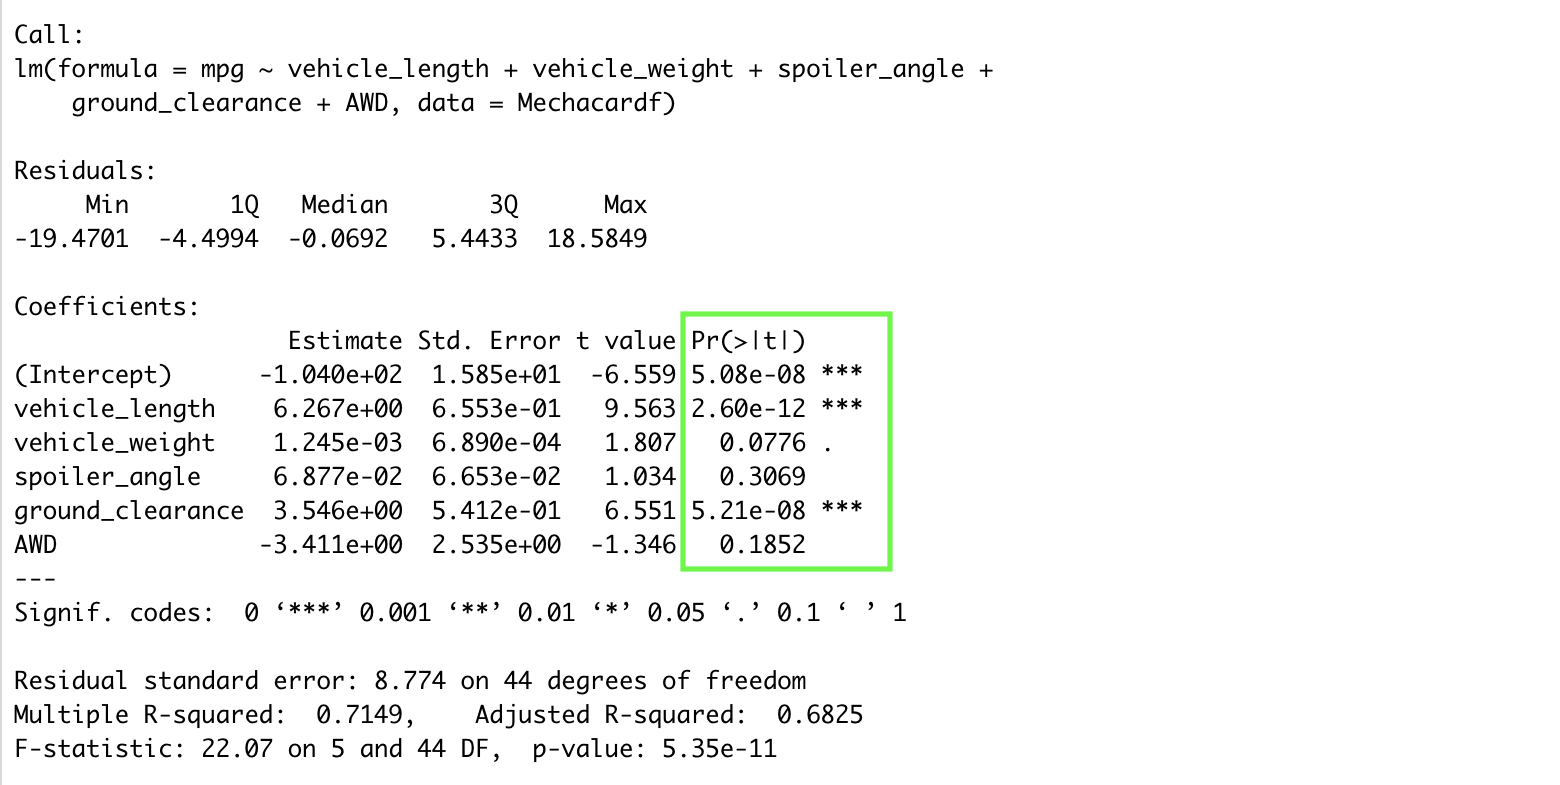 Call:
lm(formula = mpg ~ vehicle_length + vehicle_weight + spoiler_angle +
    ground_clearance + AWD, data = Mechacardf)

Residuals:
     Min       1Q   Median       3Q      Max
-19.4701  -4.4994  -0.0692   5.4433  18.5849

Coefficients:
                   Estimate Std. Error t value Pr(>|t|)
(Intercept)      -1.040e+02  1.585e+01  -6.559 5.08e-08 ***
vehicle_length    6.267e+00  6.553e-01   9.563 2.60e-12 ***
vehicle_weight    1.245e-03  6.890e-04   1.807   0.0776 .
spoiler_angle     6.877e-02  6.653e-02   1.034   0.3069
ground_clearance  3.546e+00  5.412e-01   6.551 5.21e-08 ***
AWD              -3.411e+00  2.535e+00  -1.346   0.1852
---
Signif. codes:  0 ‘***’ 0.001 ‘**’ 0.01 ‘*’ 0.05 ‘.’ 0.1 ‘ ’ 1

Residual standard error: 8.774 on 44 degrees of freedom
Multiple R-squared:  0.7149,	Adjusted R-squared:  0.6825
F-statistic: 22.07 on 5 and 44 DF,  p-value: 5.35e-11